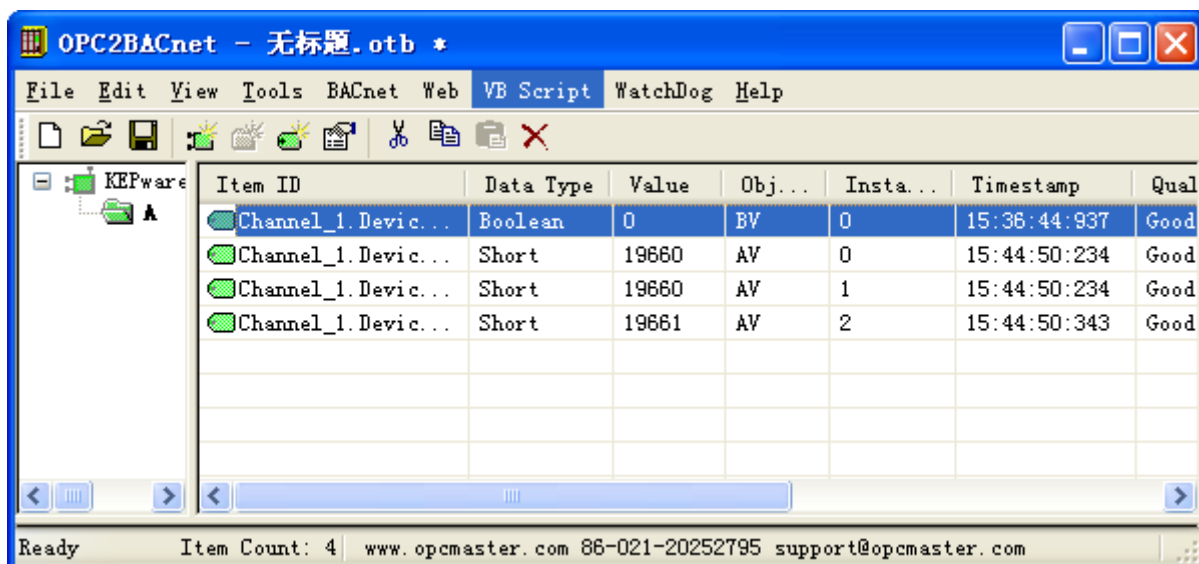 OPC2BACnet - 无标题.otb *
File Edit View Tools BACnet Web VB Script WatchDog Help
KEPware
A
Item ID Data Type Value Obj... Insta... Timestamp Qual
Channel_1.Devic... Boolean 0 BV 0 15:36:44:937 Good
Channel_1.Devic... Short 19660 AV 0 15:44:50:234 Good
Channel_1.Devic... Short 19660 AV 1 15:44:50:234 Good
Channel_1.Devic... Short 19661 AV 2 15:44:50:343 Good
Ready Item Count: 4 www.opcmaster.com 86-021-20252795 support@opcmaster.com